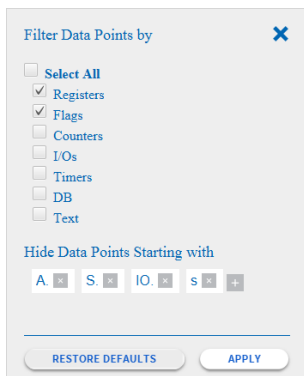 Filter Data Points by
Select All
Registers
Flags
Counters
I/Os
Timers
DB
Text
Hide Data Points Starting with
A. × S. × IO. × s × +
RESTORE DEFAULTS APPLY